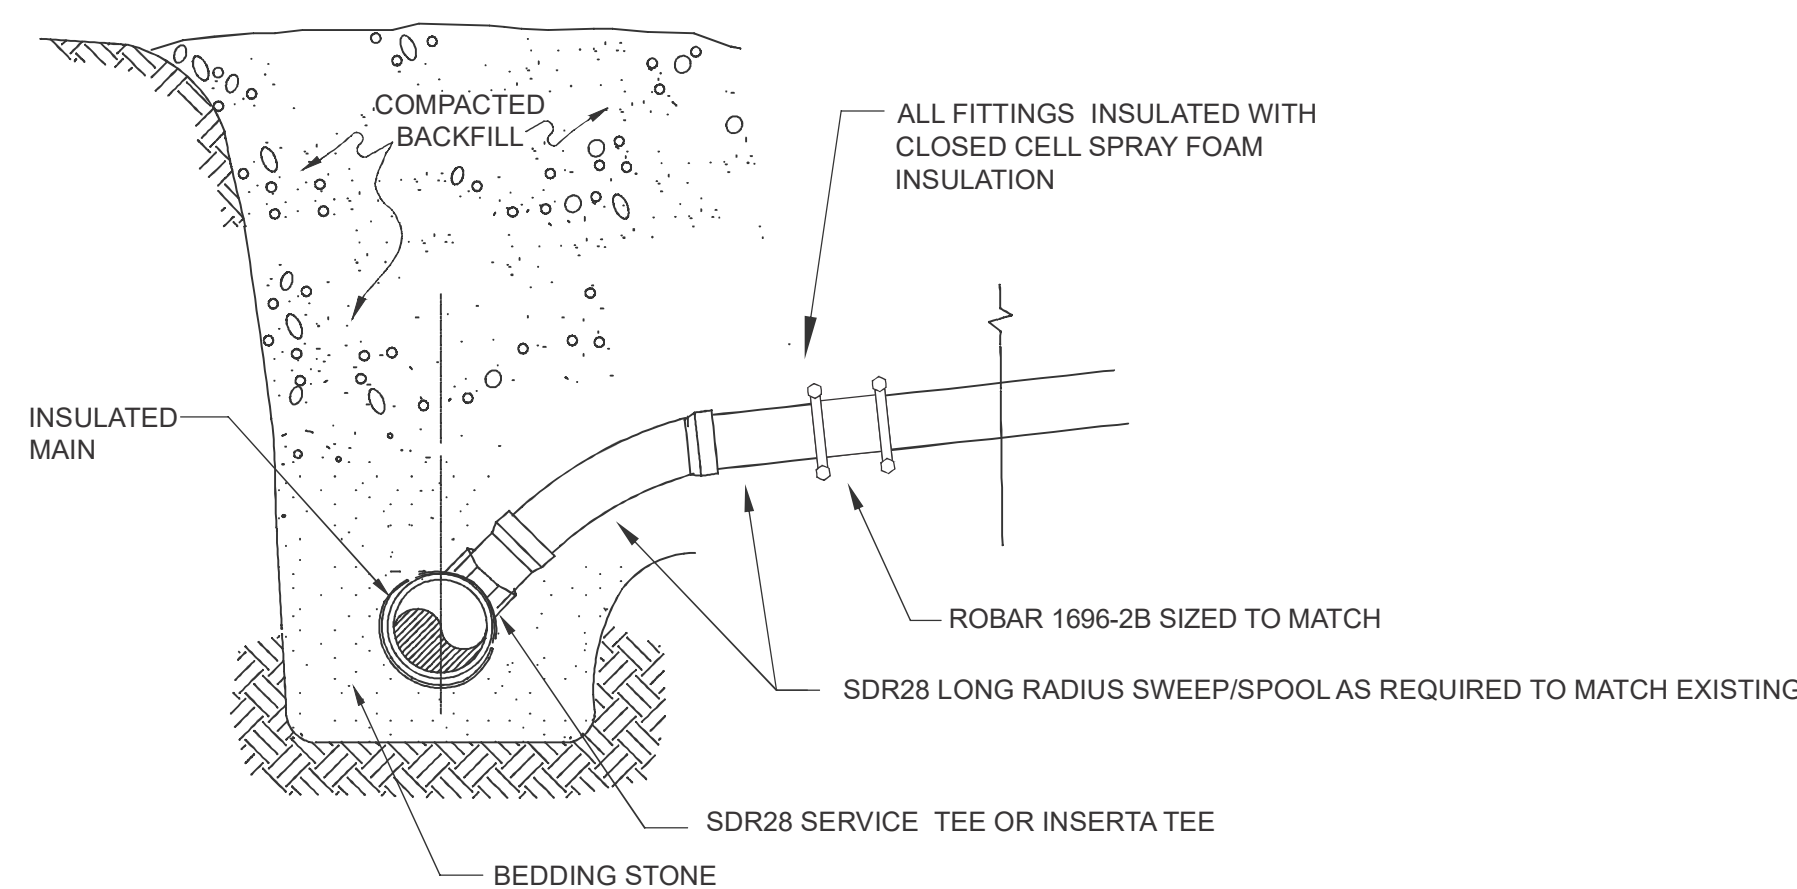 COMPACTED
BACKFILL
ALL FITTINGS INSULATED WITH
CLOSED CELL SPRAY FOAM
INSULATION
INSULATED
MAIN
ROBAR 1696-2B SIZED TO MATCH
SDR28 LONG RADIUS SWEEP/SPOOL AS REQUIRED TO MATCH EXISTING
SDR28 SERVICE TEE OR INSERTA TEE
BEDDING STONE